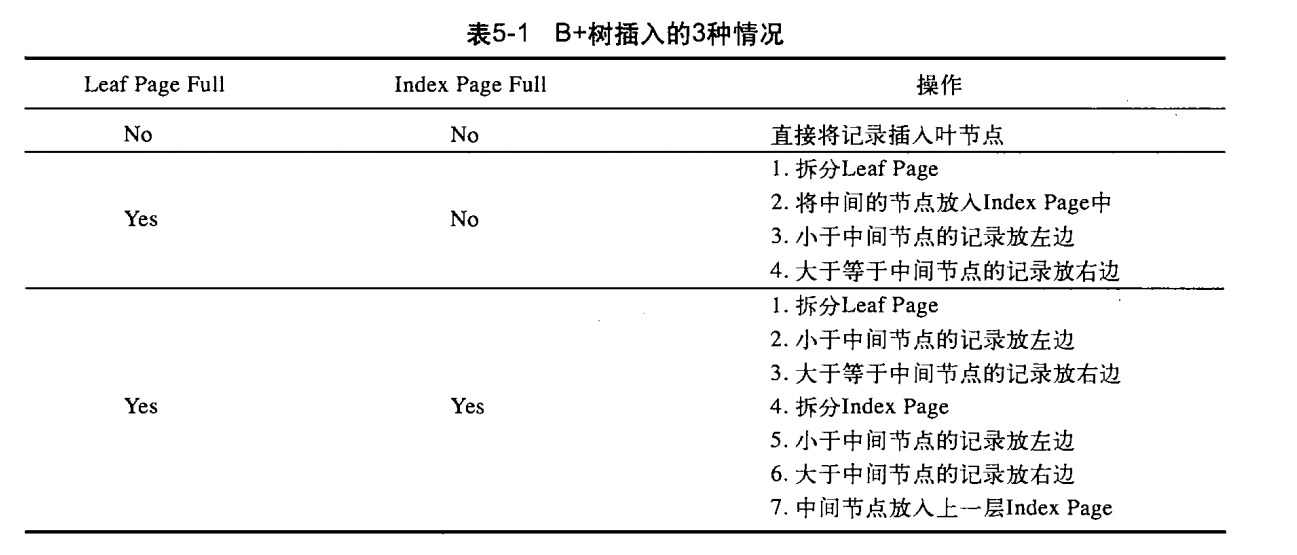 表5-1 B+树插入的3种情况
Leaf Page Full Index Page Full 操作
No No 直接将记录插入叶节点
1. 拆分Leaf Page
2. 将中间的节点放入Index Page中
Yes No
3. 小于中间节点的记录放左边
4. 大于等于中间节点的记录放右边
1. 拆分Leaf Page
2. 小于中间节点的记录放左边
3. 大于等于中间节点的记录放右边
Yes Yes 4. 拆分Index Page
5. 小于中间节点的记录放左边
6. 大于中间节点的记录放右边
7. 中间节点放入上一层Index Page